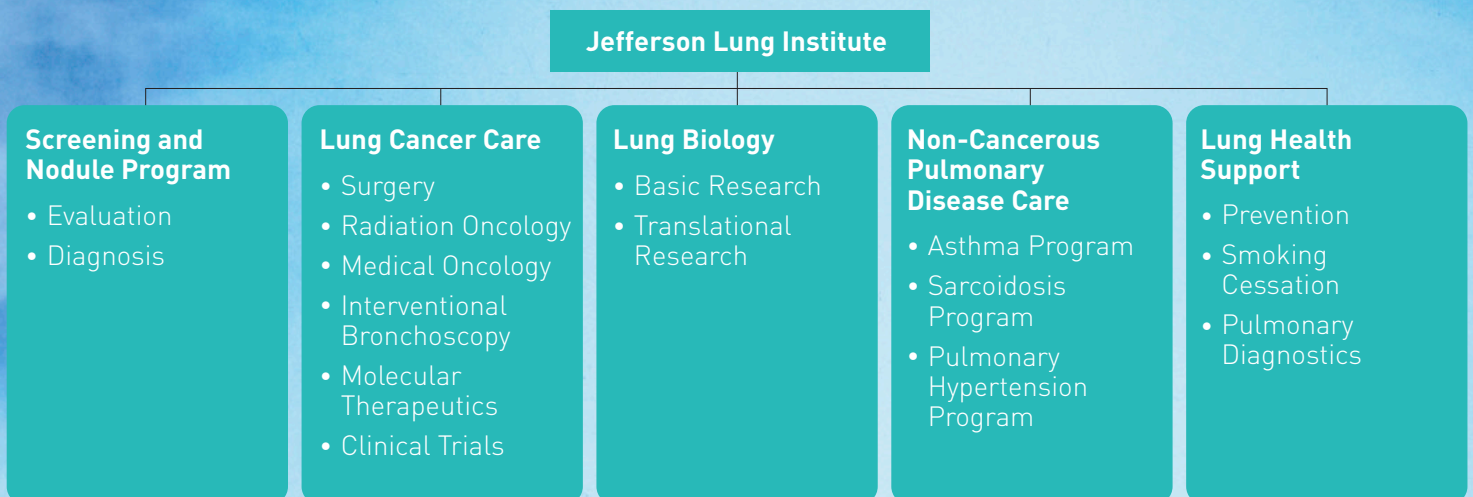 Jefferson Lung Institute
Screening and
Nodule Program
• Evaluation
• Diagnosis
Lung Cancer Care
• Surgery
• Radiation Oncology
• Medical Oncology
• Interventional
Bronchoscopy
• Molecular
Therapeutics
• Clinical Trials
Lung Biology
• Basic Research
• Translational
Research
Non-Cancerous
Pulmonary
Disease Care
• Asthma Program
• Sarcoidosis
Program
• Pulmonary
Hypertension
Program
Lung Health
Support
• Prevention
• Smoking
Cessation
• Pulmonary
Diagnostics